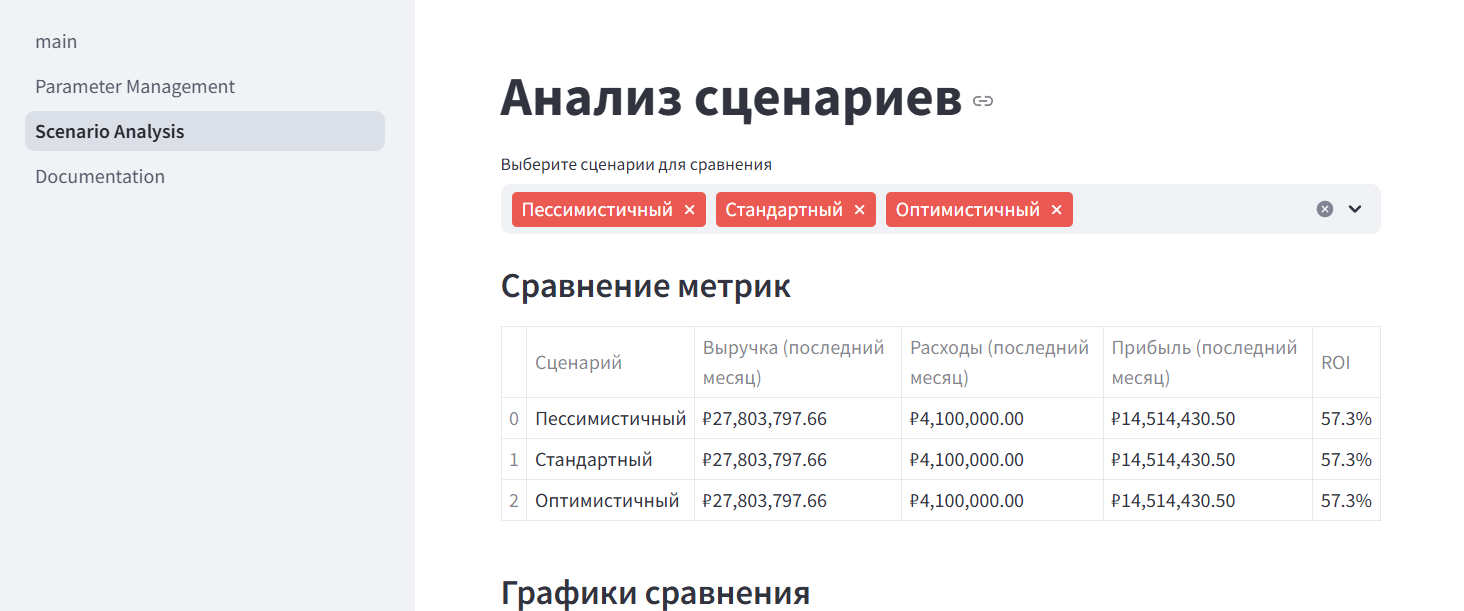 main
Parameter Management
Scenario Analysis
Documentation
Анализ сценариев
Выберите сценарии для сравнения
Пессимистичный Стандартный Оптимистичный
Сравнение метрик
Сценарий Выручка (последний месяц) Расходы (последний месяц) Прибыль (последний месяц) ROI
0 Пессимистичный ₽27,803,797.66 ₽4,100,000.00 ₽14,514,430.50 57.3%
1 Стандартный ₽27,803,797.66 ₽4,100,000.00 ₽14,514,430.50 57.3%
2 Оптимистичный ₽27,803,797.66 ₽4,100,000.00 ₽14,514,430.50 57.3%
Графики сравнения